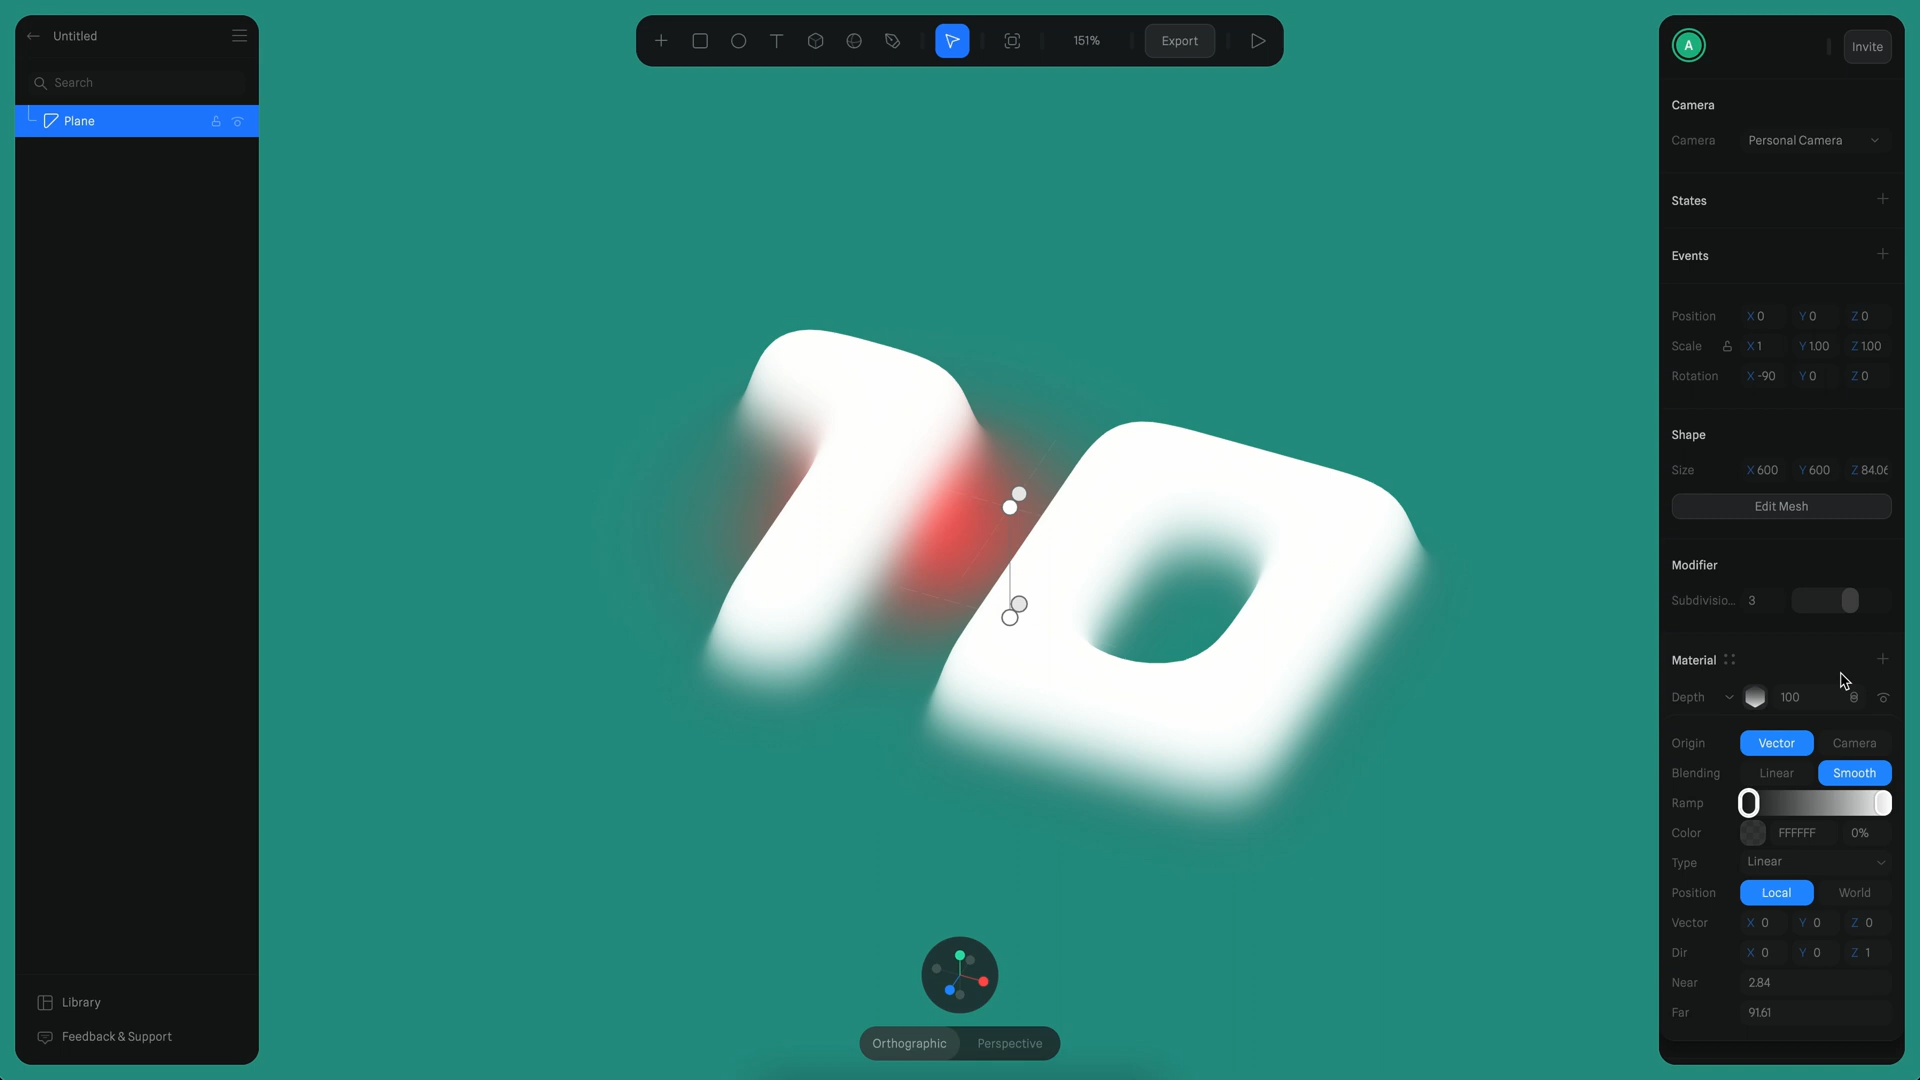 Untitled
Search
Plane
Library
Feedback & Support
151%
Export
10
Orthographic
Perspective
A
Invite
Camera
Camera Personal Camera
States
Events
Position X 0 Y 0 Z 0
Scale X 1 Y 1.00 Z 1.00
Rotation X -90 Y 0 Z 0
Shape
Size X 600 Y 600 Z 84.06
Edit Mesh
Modifier
Subdivisio... 3
Material
Depth 100
Origin Vector Camera
Blending Linear Smooth
Ramp
Color FFFFFF 0%
Type Linear
Position Local World
Vector X 0 Y 0 Z 0
Dir X 0 Y 0 Z 1
Near 2.84
Far 91.61